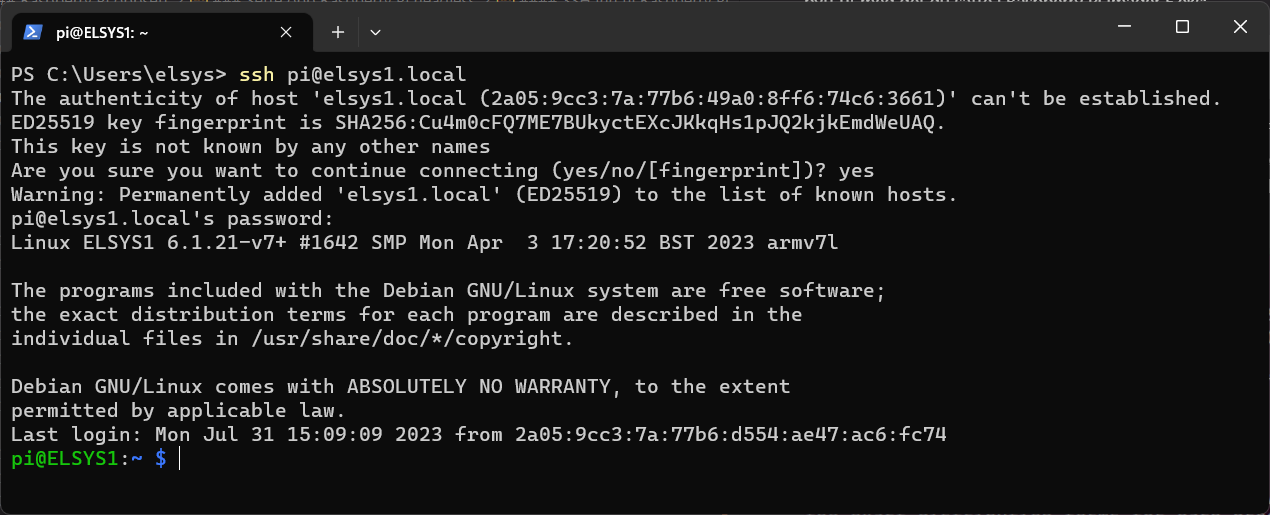 pi@ELSYS1: ~
PS C:\Users\elsys> ssh pi@elsys1.local
The authenticity of host 'elsys1.local (2a05:9cc3:7a:77b6:49a0:8ff6:74c6:3661)' can't be established.
ED25519 key fingerprint is SHA256:Cu4m0cFQ7ME7BUkyctEXcJKkqHs1pJQ2kjkEmdWeUAQ.
This key is not known by any other names
Are you sure you want to continue connecting (yes/no/[fingerprint])? yes
Warning: Permanently added 'elsys1.local' (ED25519) to the list of known hosts.
pi@elsys1.local's password:
Linux ELSYS1 6.1.21-v7+ #1642 SMP Mon Apr  3 17:20:52 BST 2023 armv7l

The programs included with the Debian GNU/Linux system are free software;
the exact distribution terms for each program are described in the
individual files in /usr/share/doc/*/copyright.

Debian GNU/Linux comes with ABSOLUTELY NO WARRANTY, to the extent
permitted by applicable law.
Last login: Mon Jul 31 15:09:09 2023 from 2a05:9cc3:7a:77b6:d554:ae47:ac6:fc74
pi@ELSYS1:~ $